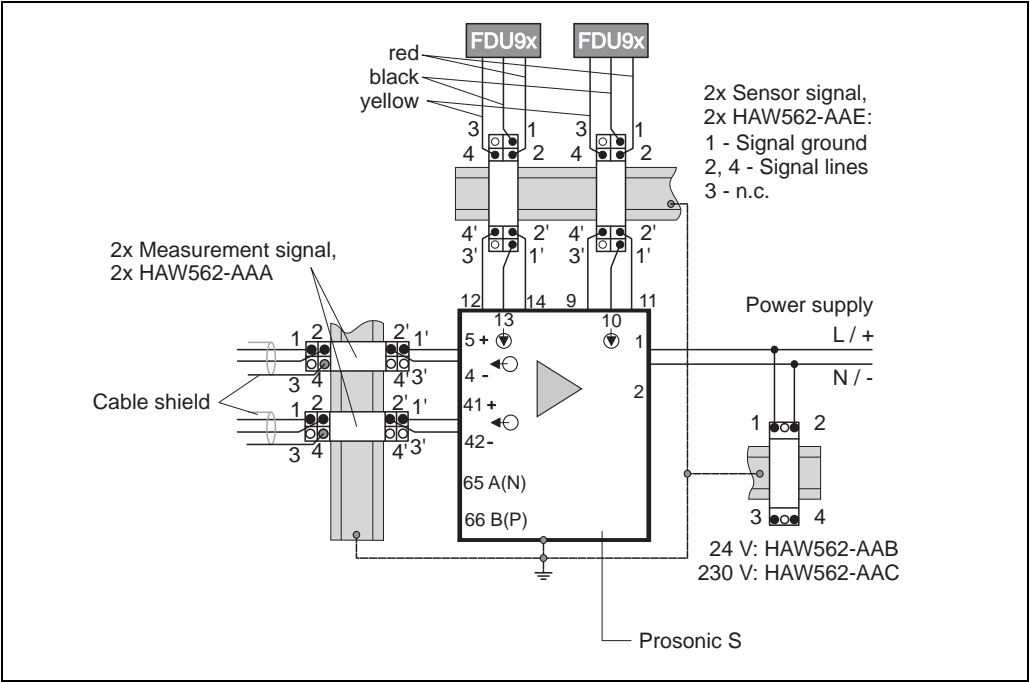 FDU9x FDU9x
red
black
yellow
2x Sensor signal,
2x HAW562-AAE:
1 - Signal ground
2, 4 - Signal lines
3 - n.c.
3 1 3 1
4 2 4 2
4' 2' 4' 2'
3' 1' 3' 1'
2x Measurement signal,
2x HAW562-AAA
12 14 9 11
13 10
Power supply
L / +
N / -
1 2 2' 1'
3 4 4' 3'
5 + 1
4 - 2
Cable shield
1 2 2' 1'
3 4 4' 3'
41 +
42-
65 A(N)
66 B(P)
1 2
3 4
24 V: HAW562-AAB
230 V: HAW562-AAC
Prosonic S